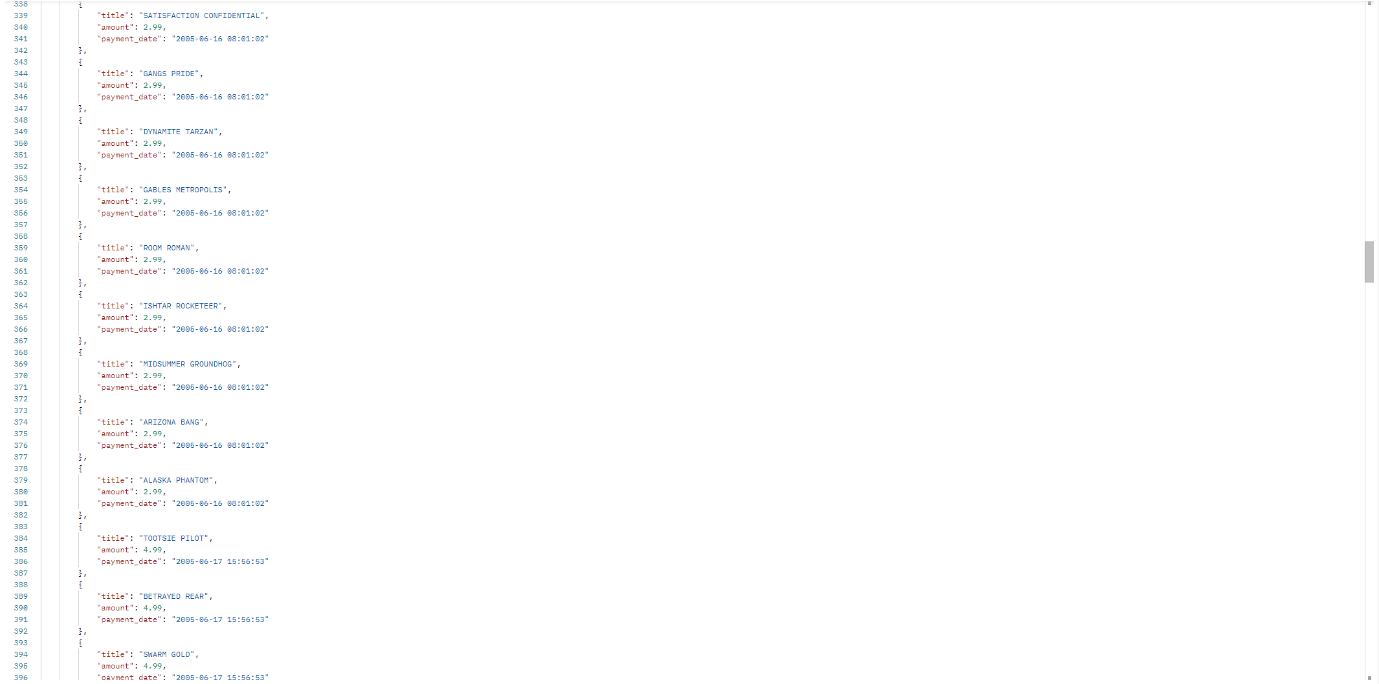 338 {
339 "title": "SATISFACTION CONFIDENTIAL",
340 "amount": 2.99,
341 "payment_date": "2005-06-16 08:01:02"
342 },
343 {
344 "title": "GANGS PRIDE",
345 "amount": 2.99,
346 "payment_date": "2005-06-16 08:01:02"
347 },
348 {
349 "title": "DYNAMITE TARZAN",
350 "amount": 2.99,
351 "payment_date": "2005-06-16 08:01:02"
352 },
353 {
354 "title": "GABLES METROPOLIS",
355 "amount": 2.99,
356 "payment_date": "2005-06-16 08:01:02"
357 },
358 {
359 "title": "ROOM ROMAN",
360 "amount": 2.99,
361 "payment_date": "2005-06-16 08:01:02"
362 },
363 {
364 "title": "ISHTAR ROCKETEER",
365 "amount": 2.99,
366 "payment_date": "2005-06-16 08:01:02"
367 },
368 {
369 "title": "MIDSUMMER GROUNDHOG",
370 "amount": 2.99,
371 "payment_date": "2005-06-16 08:01:02"
372 },
373 {
374 "title": "ARIZONA BANG",
375 "amount": 2.99,
376 "payment_date": "2005-06-16 08:01:02"
377 },
378 {
379 "title": "ALASKA PHANTOM",
380 "amount": 2.99,
381 "payment_date": "2005-06-16 08:01:02"
382 },
383 {
384 "title": "TOOTSIE PILOT",
385 "amount": 4.99,
386 "payment_date": "2005-06-17 15:56:53"
387 },
388 {
389 "title": "BETRAYED REAR",
390 "amount": 4.99,
391 "payment_date": "2005-06-17 15:56:53"
392 },
393 {
394 "title": "SWARM GOLD",
395 "amount": 4.99,
396 "payment_date": "2005-06-17 15:56:53"